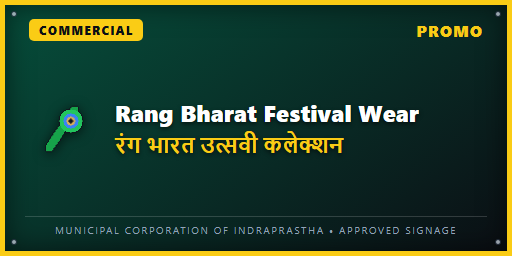 COMMERCIAL
PROMO
Rang Bharat Festival Wear
रंग भारत उत्सवी कलेक्शन
MUNICIPAL CORPORATION OF INDRAPRASTHA • APPROVED SIGNAGE